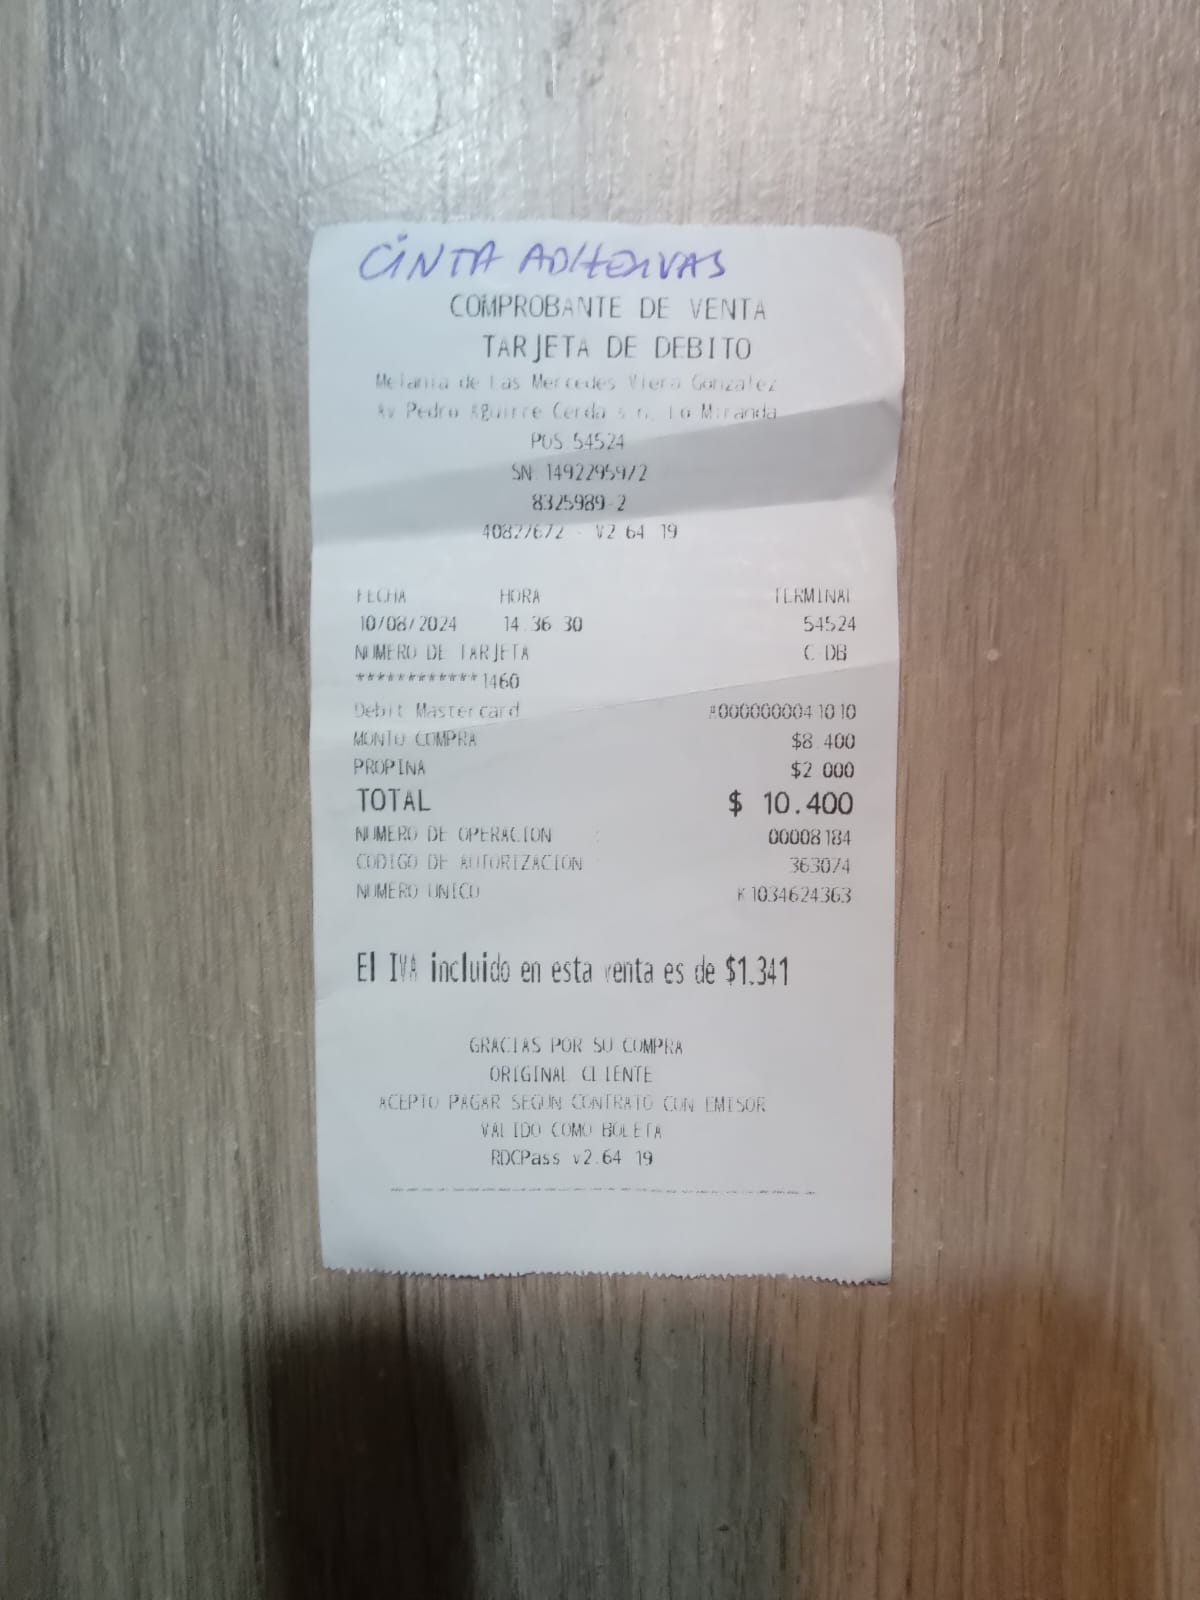 CINTA ADHESIVAS
COMPROBANTE DE VENTA
TARJETA DE DEBITO
Melania de Las Mercedes Viera Gonzalez
Av Pedro Aguirre Cerda s n, Lo Miranda
POS 54524
SN 1492295972
8325989-2
40827672 - V2 64 19
FECHA HORA TERMINAL
10/08/2024 14 36 30 54524
NUMERO DE TARJETA C DB
************1460
Debit Mastercard A0000000041010
MONTO COMPRA $8 400
PROPINA $2 000
TOTAL $ 10.400
NUMERO DE OPERACION : 00008184
CODIGO DE AUTORIZACION 363074
NUMERO UNICO K1034624363
El IVA incluido en esta venta es de $1.341
GRACIAS POR SU COMPRA
ORIGINAL CLIENTE
ACEPTO PAGAR SEGUN CONTRATO CON EMISOR
VALIDO COMO BOLETA
RDCPass v2.64 19